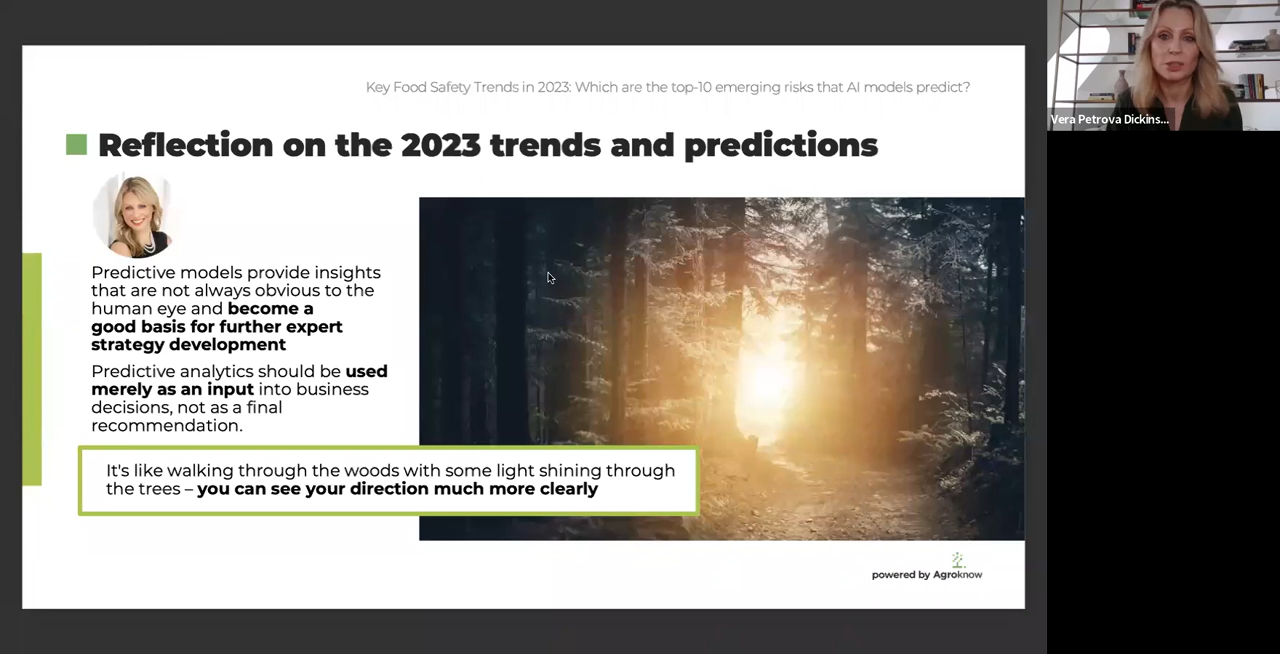 Key Food Safety Trends in 2023: Which are the top-10 emerging risks that AI models predict?
Reflection on the 2023 trends and predictions
Predictive models provide insights
that are not always obvious to the
human eye and become a
good basis for further expert
strategy development
Predictive analytics should be used
merely as an input into business
decisions, not as a final
recommendation.
It's like walking through the woods with some light shining through
the trees – you can see your direction much more clearly
powered by Agroknow
Vera Petrova Dickins...